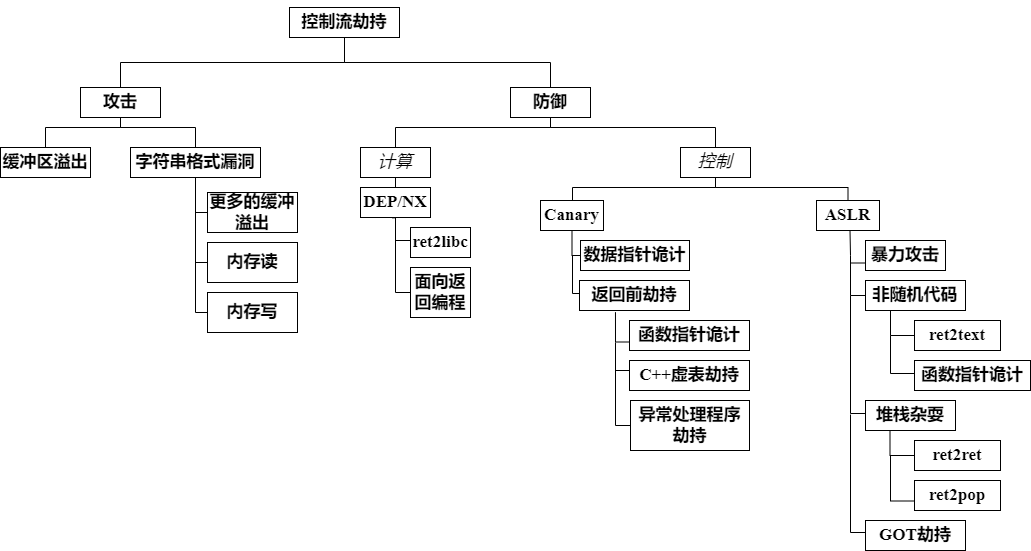 控制流劫持
攻击
防御
缓冲区溢出
字符串格式漏洞
更多的缓冲
溢出
内存读
内存写
计算
DEP/NX
ret2libc
面向返
回编程
控制
Canary
数据指针诡计
返回前劫持
函数指针诡计
C++虚表劫持
异常处理程序
劫持
ASLR
暴力攻击
非随机代码
ret2text
函数指针诡计
堆栈杂耍
ret2ret
ret2pop
GOT劫持